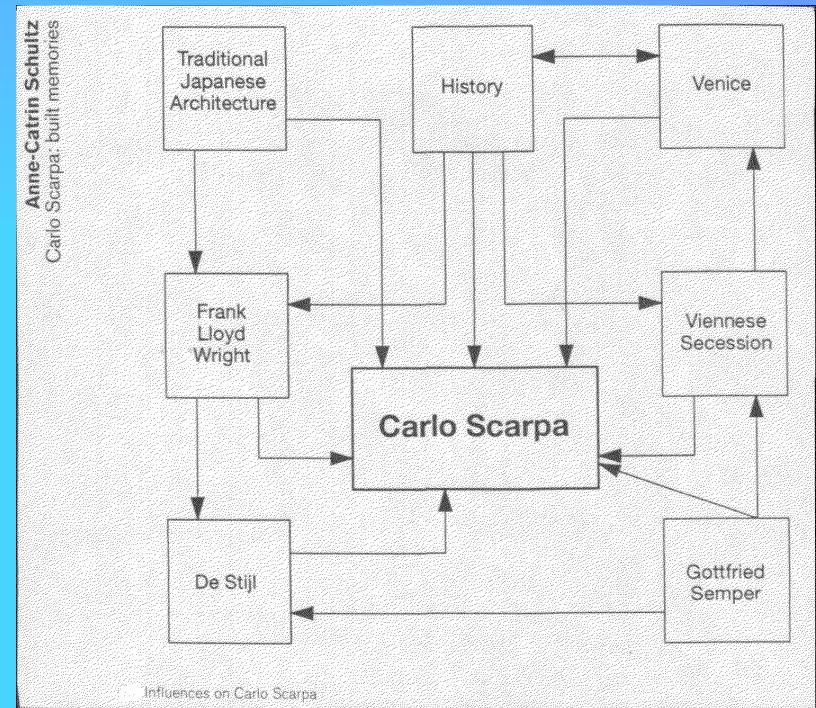 Anne-Catrin Schultz
Carlo Scarpa: built memories
Traditional
Japanese
Architecture
History
Venice
Frank
Lloyd
Wright
Viennese
Secession
Carlo Scarpa
De Stijl
Gottfried
Semper
Influences on Carlo Scarpa